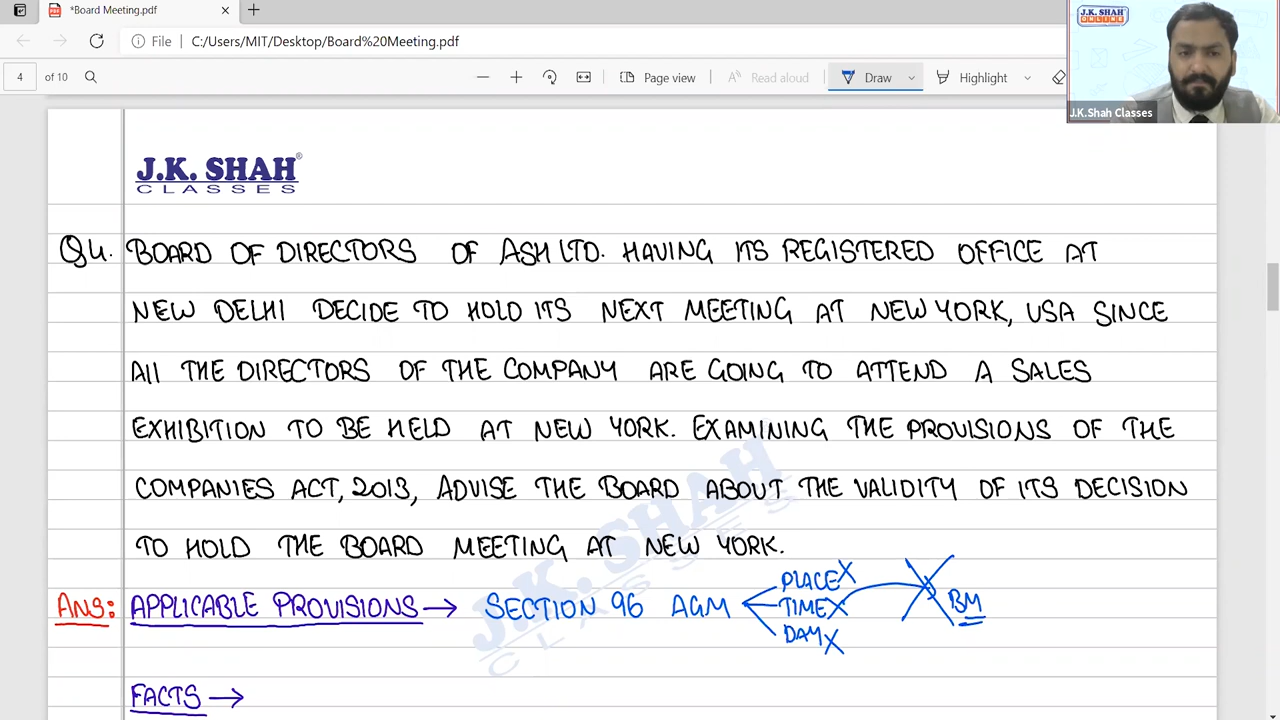 *Board Meeting.pdf
File C:/Users/MIT/Desktop/Board%20Meeting.pdf
4 of 10 Page view Read aloud Draw Highlight
J.K. SHAH ONLINE
J.K.Shah Classes
J.K. SHAH®
CLASSES
Q4. BOARD OF DIRECTORS OF ASH LTD. HAVING ITS REGISTERED OFFICE AT
NEW DELHI DECIDE TO HOLD ITS NEXT MEETING AT NEW YORK, USA SINCE
All THE DIRECTORS OF THE COMPANY ARE GOING TO ATTEND A SALES
EXHIBITION TO BE HELD AT NEW YORK. EXAMINING THE PROVISIONS OF THE
COMPANIES ACT, 2013, ADVISE THE BOARD ABOUT THE VALIDITY OF ITS DECISION
TO HOLD THE BOARD MEETING AT NEW YORK.
J.K. SHAH
CLASSES
PLACE X
ANS: APPLICABLE PROVISIONS → SECTION 96 AGM TIME X BM
DAY X
FACTS →